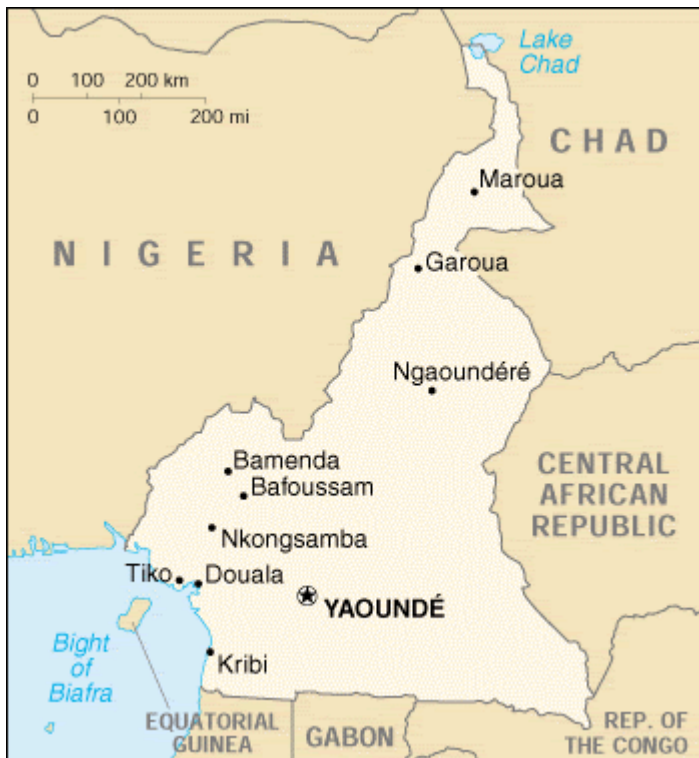 Lake
Chad
0 100 200 km
0 100 200 mi
CHAD
Maroua
NIGERIA
Garoua
Ngaoundéré
Bamenda
Bafoussam
CENTRAL
AFRICAN
REPUBLIC
Nkongsamba
Tiko
Douala
YAOUNDÉ
Bight
of
Biafra
Kribi
EQUATORIAL
GUINEA
GABON
REP. OF
THE CONGO